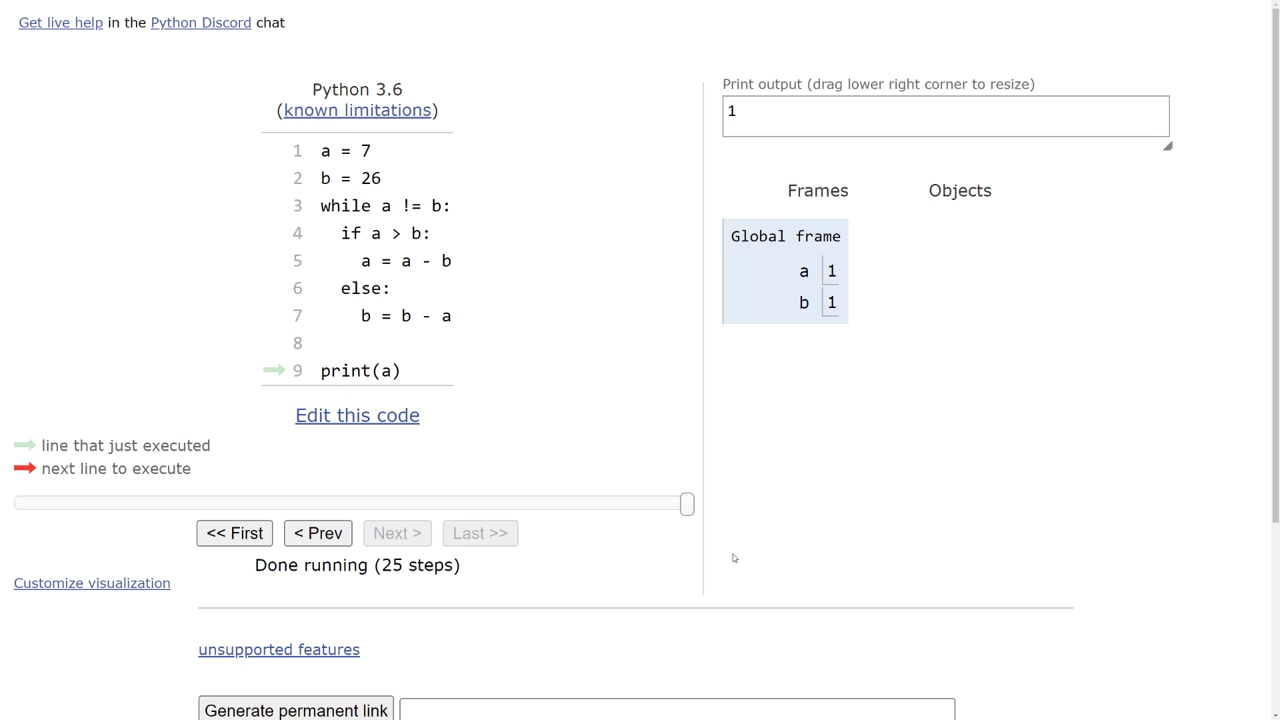 Get live help in the Python Discord chat
Python 3.6
(known limitations)
1 a = 7
2 b = 26
3 while a != b:
4   if a > b:
5     a = a - b
6   else:
7     b = b - a
8
9 print(a)
Edit this code
line that just executed
next line to execute
<< First < Prev Next > Last >>
Done running (25 steps)
Customize visualization
Print output (drag lower right corner to resize)
1
Frames Objects
Global frame
a 1
b 1
unsupported features
Generate permanent link